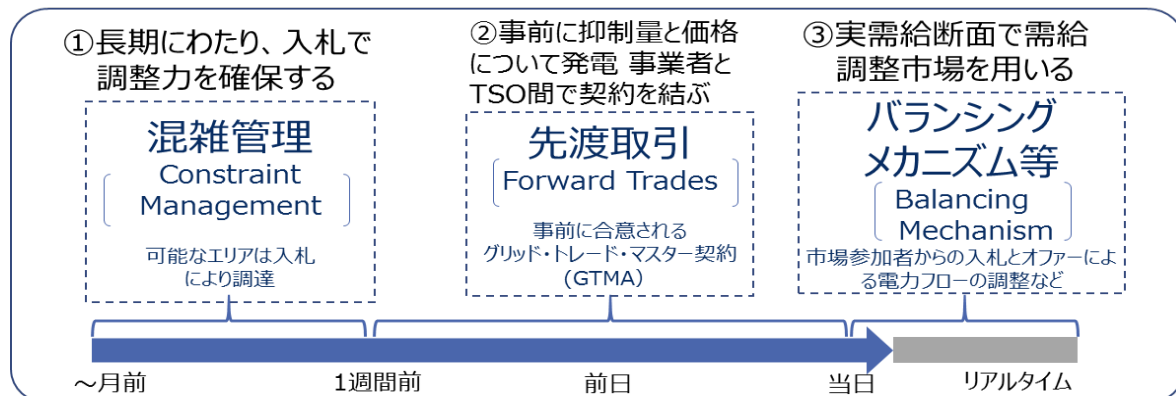 ①長期にわたり、入札で
調整力を確保する
混雑管理
Constraint
Management
可能なエリアは入札
により調達
②事前に抑制量と価格
について発電 事業者と
TSO間で契約を結ぶ
先渡取引
Forward Trades
事前に合意される
グリッド・トレード・マスター契約
(GTMA)
③実需給断面で需給
調整市場を用いる
バランシング
メカニズム等
Balancing
Mechanism
市場参加者からの入札とオファーによ
る電力フローの調整など
～月前
1週間前
前日
当日
リアルタイム